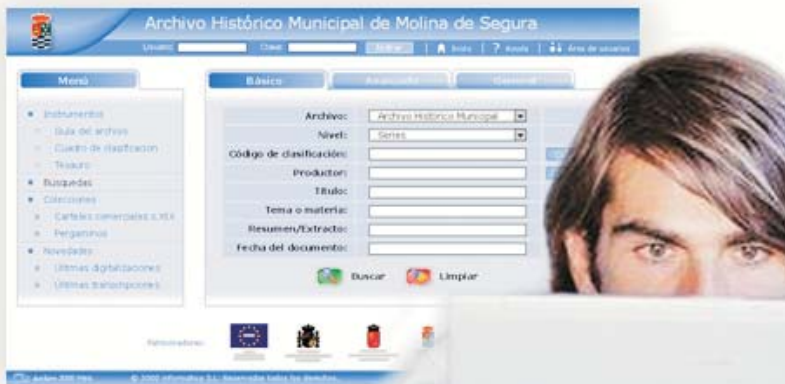 Archivo Histórico Municipal de Molina de Segura
Usuario: Clave: Entrar | Inicio | ? Ayuda | Área de usuarios
Menú
Básico Avanzado General
Instrumentos
Guía del archivo
Cuadro de clasificación
Tesauro
Búsquedas
Colecciones
Carteles comerciales s.XIX
Pergaminos
Novedades
Últimas digitalizaciones
Últimas transcripciones
Archivo: Archivo Histórico Municipal
Nivel: Series
Código de clasificación:
Productor:
Título:
Tema o materia:
Resumen/Extracto:
Fecha del documento:
Buscar Limpiar
Patrocinadores: